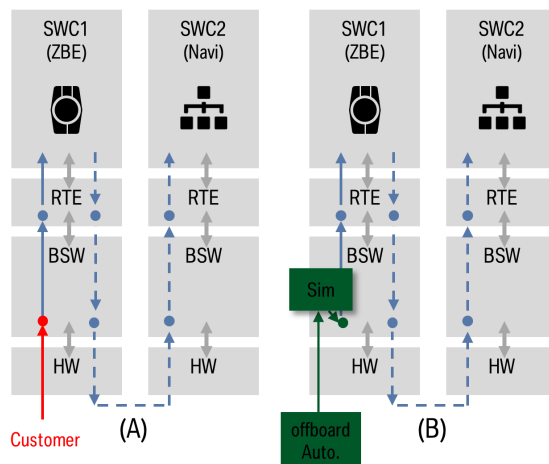 SWC1
(ZBE)
SWC2
(Navi)
SWC1
(ZBE)
SWC2
(Navi)
RTE
RTE
RTE
RTE
BSW
BSW
BSW
BSW
Sim
HW
HW
HW
HW
Customer
(A)
offboard
Auto.
(B)